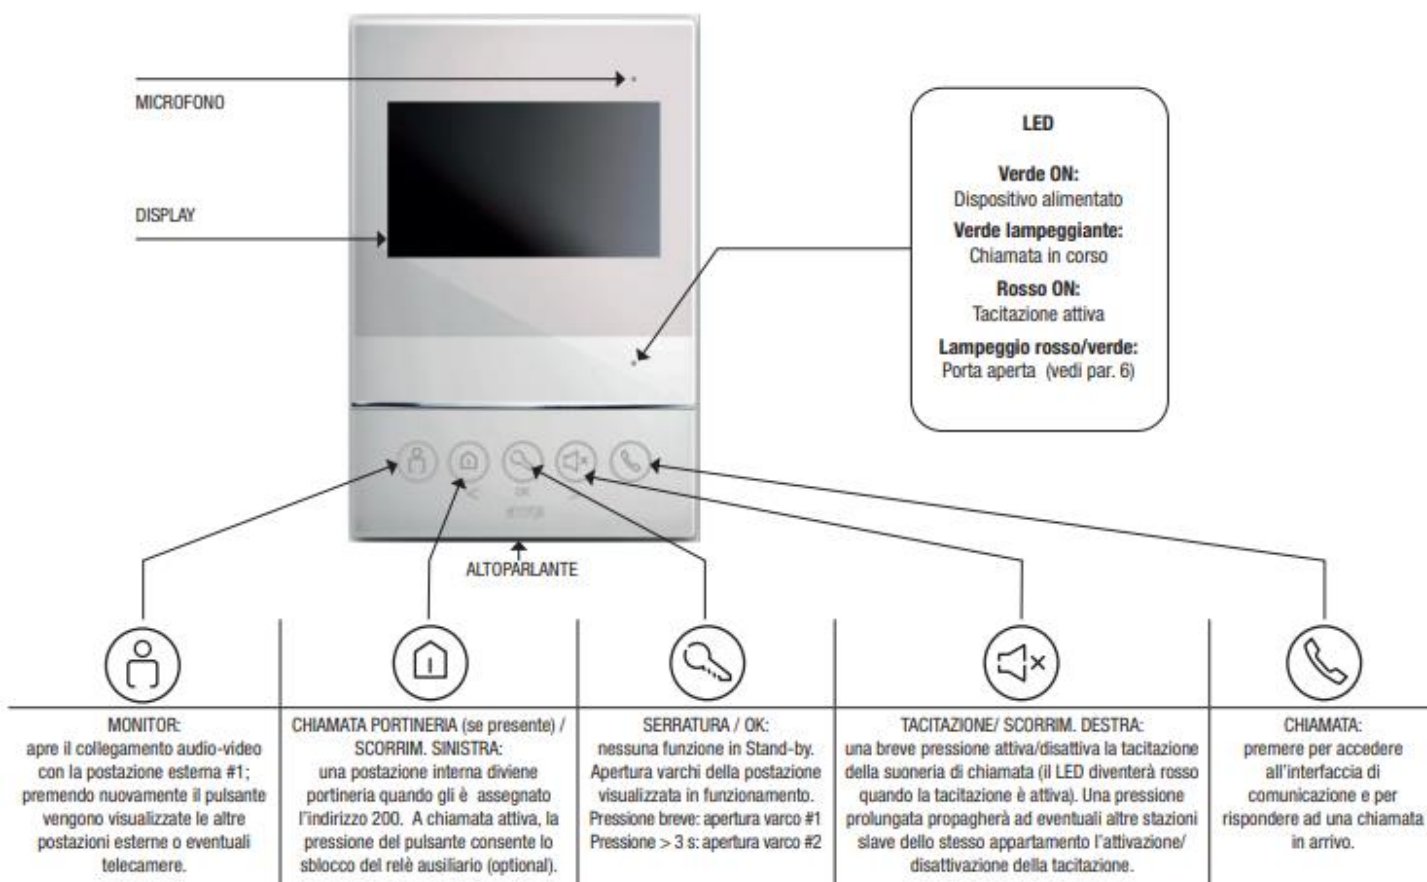 MICROFONO
DISPLAY
LED
Verde ON:
Dispositivo alimentato
Verde lampeggiante:
Chiamata in corso
Rosso ON:
Tacitazione attiva
Lampeggio rosso/verde:
Porta aperta (vedi par. 6)
OK
ALTOPARLANTE
MONITOR:
apre il collegamento audio-video
con la postazione esterna #1;
premendo nuovamente il pulsante
vengono visualizzate le altre
postazioni esterne o eventuali
telecamere.
CHIAMATA PORTINERIA (se presente) /
SCORRIM. SINISTRA:
una postazione interna diviene
portineria quando gli è assegnato
l'indirizzo 200. A chiamata attiva, la
pressione del pulsante consente lo
sblocco del relè ausiliario (optional).
SERRATURA / OK:
nessuna funzione in Stand-by.
Apertura varchi della postazione
visualizzata in funzionamento.
Pressione breve: apertura varco #1
Pressione > 3 s: apertura varco #2
TACITAZIONE/ SCORRIM. DESTRA:
una breve pressione attiva/disattiva la tacitazione
della suoneria di chiamata (il LED diventerà rosso
quando la tacitazione è attiva). Una pressione
prolungata propagherà ad eventuali altre stazioni
slave dello stesso appartamento l'attivazione/
disattivazione della tacitazione.
CHIAMATA:
premere per accedere
all'interfaccia di
comunicazione e per
rispondere ad una chiamata
in arrivo.